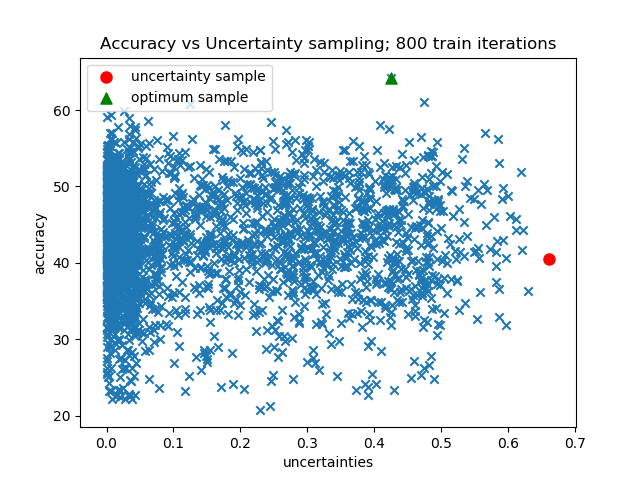 Accuracy vs Uncertainty sampling; 800 train iterations
uncertainty sample
optimum sample
accuracy
60
50
40
30
20
0.0 0.1 0.2 0.3 0.4 0.5 0.6 0.7
uncertainties